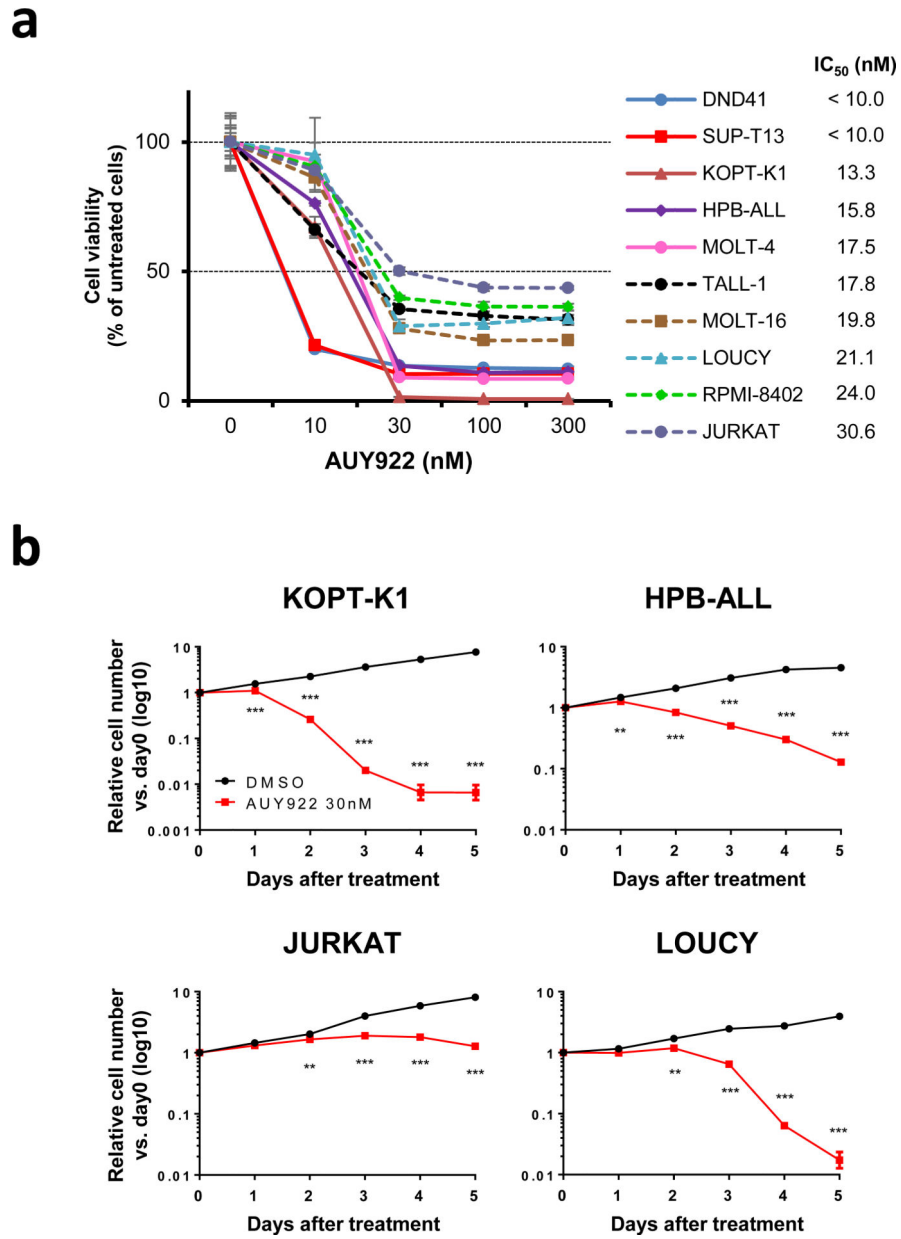 a
IC50 (nM)
DND41 < 10.0
SUP-T13 < 10.0
KOPT-K1 13.3
HPB-ALL 15.8
MOLT-4 17.5
TALL-1 17.8
MOLT-16 19.8
LOUCY 21.1
RPMI-8402 24.0
JURKAT 30.6
Cell viability
(% of untreated cells)
100
50
0
0 10 30 100 300
AUY922 (nM)
b
KOPT-K1
Relative cell number
vs. day0 (log10)
10
1
0.1
0.01
0.001
***
***
***
***
***
DMSO
AUY922 30nM
0 1 2 3 4 5
Days after treatment
HPB-ALL
10
1
0.1
0.01
**
***
***
***
***
0 1 2 3 4 5
Days after treatment
JURKAT
Relative cell number
vs. day0 (log10)
10
1
0.1
0.01
**
***
***
***
0 1 2 3 4 5
Days after treatment
LOUCY
10
1
0.1
0.01
**
***
***
***
0 1 2 3 4 5
Days after treatment